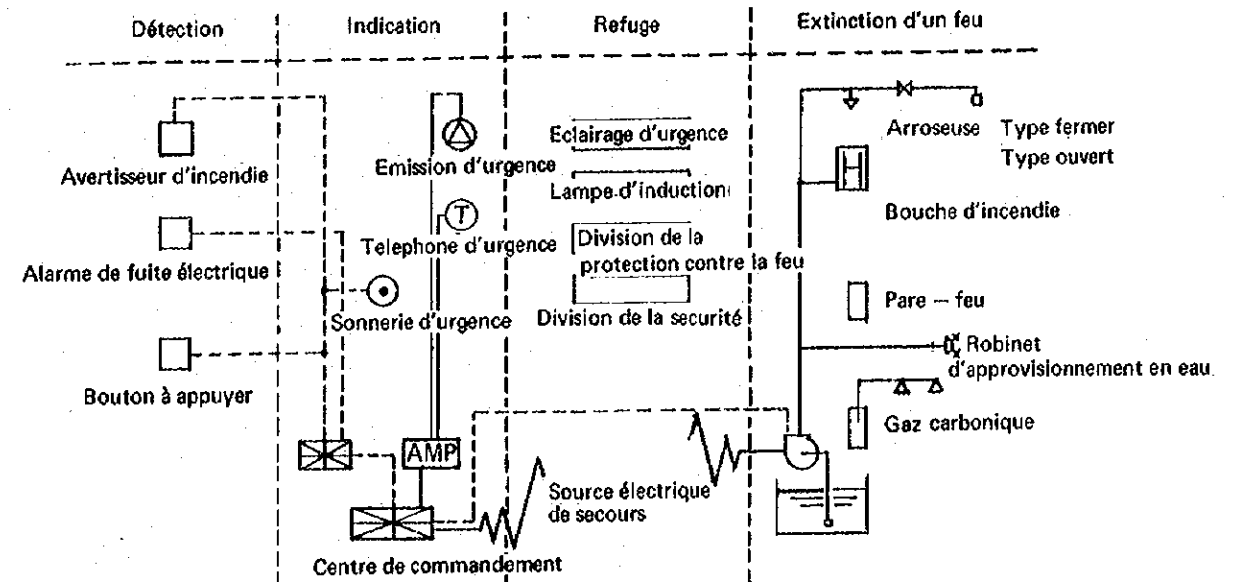 Détection
Indication
Refuge
Extinction d'un feu
Avertisseur d'incendie
Alarme de fuite électrique
Bouton à appuyer
Emission d'urgence
T
Telephone d'urgence
Sonnerie d'urgence
AMP
Centre de commandement
Eclairage d'urgence
Lampe d'induction
Division de la
protection contre la feu
Division de la securité
Source électrique
de secours
Arroseuse Type fermer
Type ouvert
Bouche d'incendie
Pare – feu
Robinet
d'approvisionnement en eau
Gaz carbonique